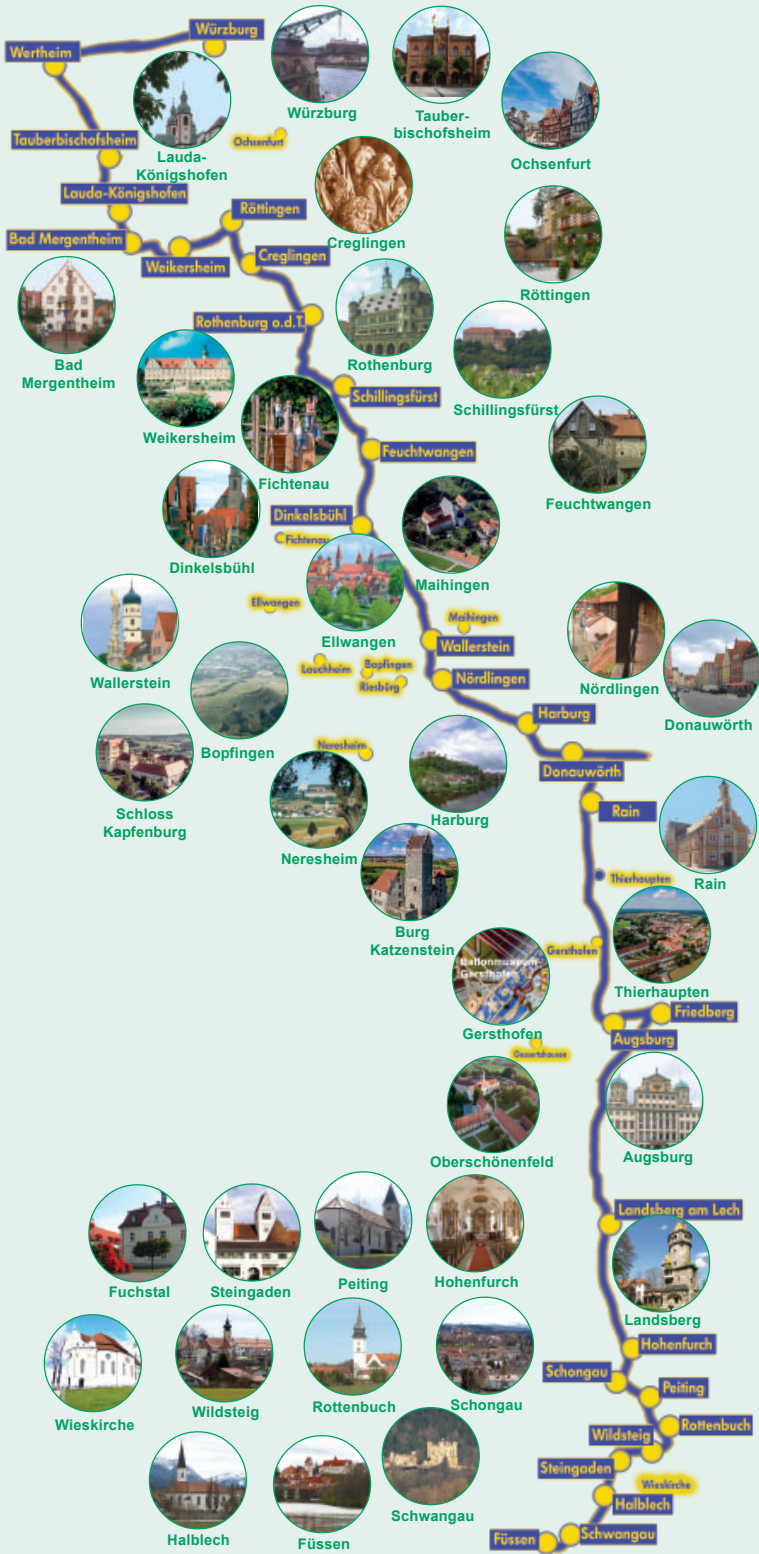 Würzburg
Wertheim
Würzburg
Tauber-
bischofsheim
Ochsenfurt
Tauberbischofsheim
Lauda-
Königshofen
Ochsenfurt
Lauda-Königshofen
Röttingen
Creglingen
Bad Mergentheim
Weikersheim
Creglingen
Röttingen
Rothenburg o.d.T.
Bad
Mergentheim
Rothenburg
Schillingsfürst
Schillingsfürst
Weikersheim
Feuchtwangen
Fichtenau
Feuchtwangen
Dinkelsbühl
Fichtenau
Dinkelsbühl
Maihingen
Ellwangen
Maihingen
Ellwangen
Wallerstein
Wallerstein
Lauchheim
Bopfingen
Riesbürg
Nördlingen
Nördlingen
Donauwörth
Harburg
Bopfingen
Neresheim
Donauwörth
Schloss
Kapfenburg
Harburg
Rain
Neresheim
Thierhaupten
Rain
Burg
Katzenstein
Gersthofen
Ballonmuseum
Gersthofen
Thierhaupten
Friedberg
Gersthofen
Augsburg
Gessertshausen
Oberschönenfeld
Augsburg
Landsberg am Lech
Fuchstal
Steingaden
Peiting
Hohenfurch
Landsberg
Hohenfurch
Schongau
Peiting
Wieskirche
Wildsteig
Rottenbuch
Schongau
Rottenbuch
Wildsteig
Steingaden
Wieskirche
Halblech
Schwangau
Halblech
Füssen
Füssen
Schwangau